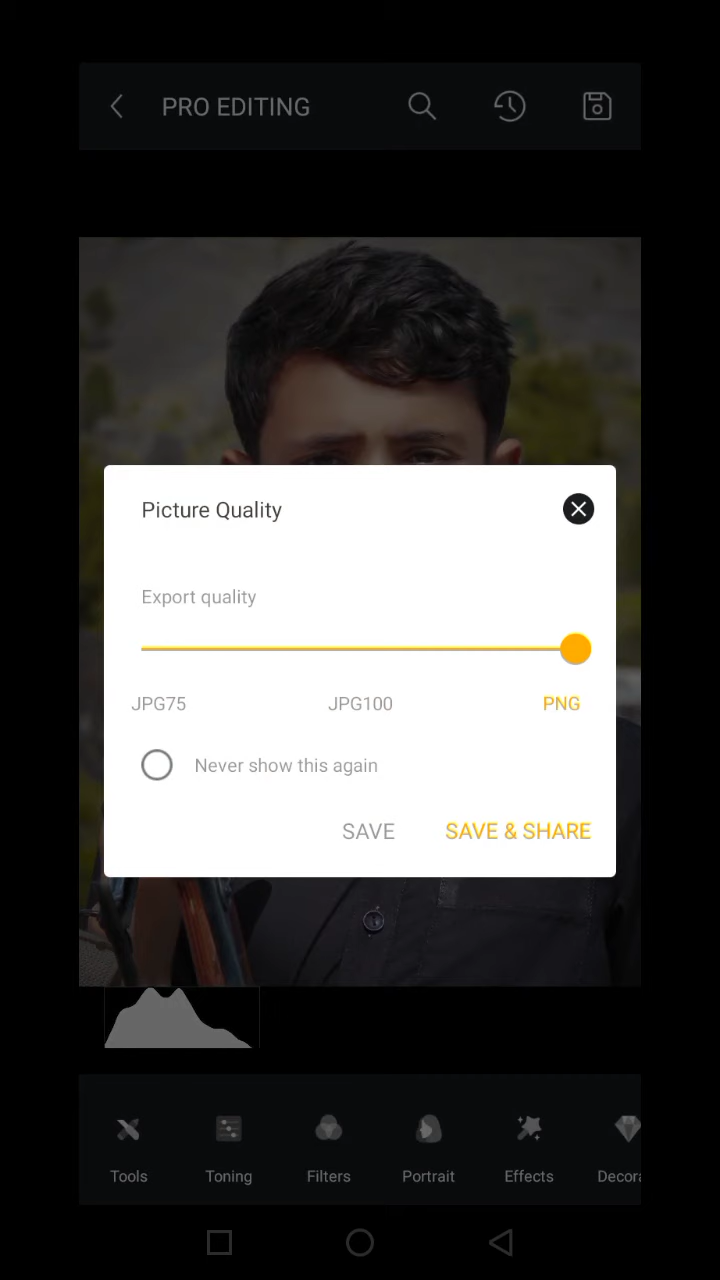 PRO EDITING
Picture Quality
Export quality
JPG75 JPG100 PNG
Never show this again
SAVE SAVE & SHARE
Tools Toning Filters Portrait Effects Decora